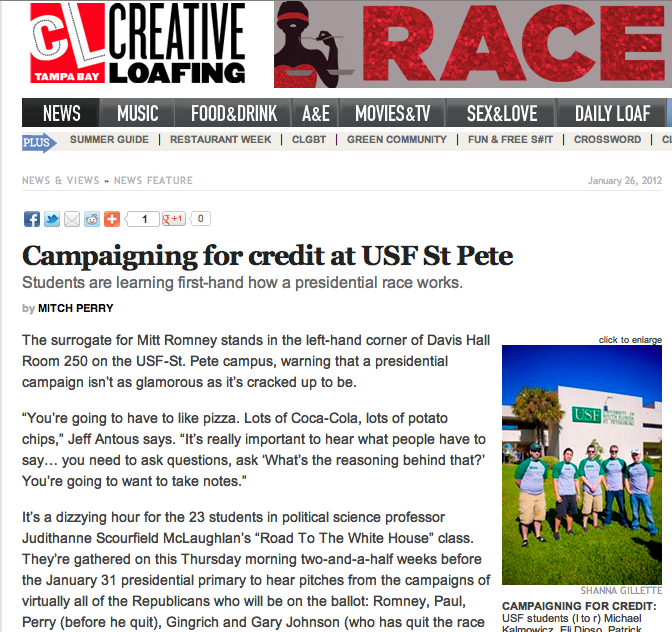 CL CREATIVE
LOAFING
TAMPA BAY
RACE
NEWS MUSIC FOOD&DRINK A&E MOVIES&TV SEX&LOVE DAILY LOAF
PLUS SUMMER GUIDE | RESTAURANT WEEK | CLGBT | GREEN COMMUNITY | FUN & FREE S#!T | CROSSWORD | CL
NEWS & VIEWS » NEWS FEATURE
January 26, 2012
1 +1 0
Campaigning for credit at USF St Pete
Students are learning first-hand how a presidential race works.
by MITCH PERRY
The surrogate for Mitt Romney stands in the left-hand corner of Davis Hall
Room 250 on the USF-St. Pete campus, warning that a presidential
campaign isn’t as glamorous as it’s cracked up to be.
“You’re going to have to like pizza. Lots of Coca-Cola, lots of potato
chips,” Jeff Antous says. “It’s really important to hear what people have to
say… you need to ask questions, ask ‘What’s the reasoning behind that?’
You’re going to want to take notes.”
It’s a dizzying hour for the 23 students in political science professor
Judithanne Scourfield McLaughlan’s “Road To The White House” class.
They’re gathered on this Thursday morning two-and-a-half weeks before
the January 31 presidential primary to hear pitches from the campaigns of
virtually all of the Republicans who will be on the ballot: Romney, Paul,
Perry (before he quit), Gingrich and Gary Johnson (who has quit the race
click to enlarge
USF UNIVERSITY OF
SOUTH FLORIDA
ST. PETERSBURG
SHANNA GILLETTE
CAMPAIGNING FOR CREDIT:
USF students (l to r) Michael
Kalmowicz, Eli Dioso, Patrick